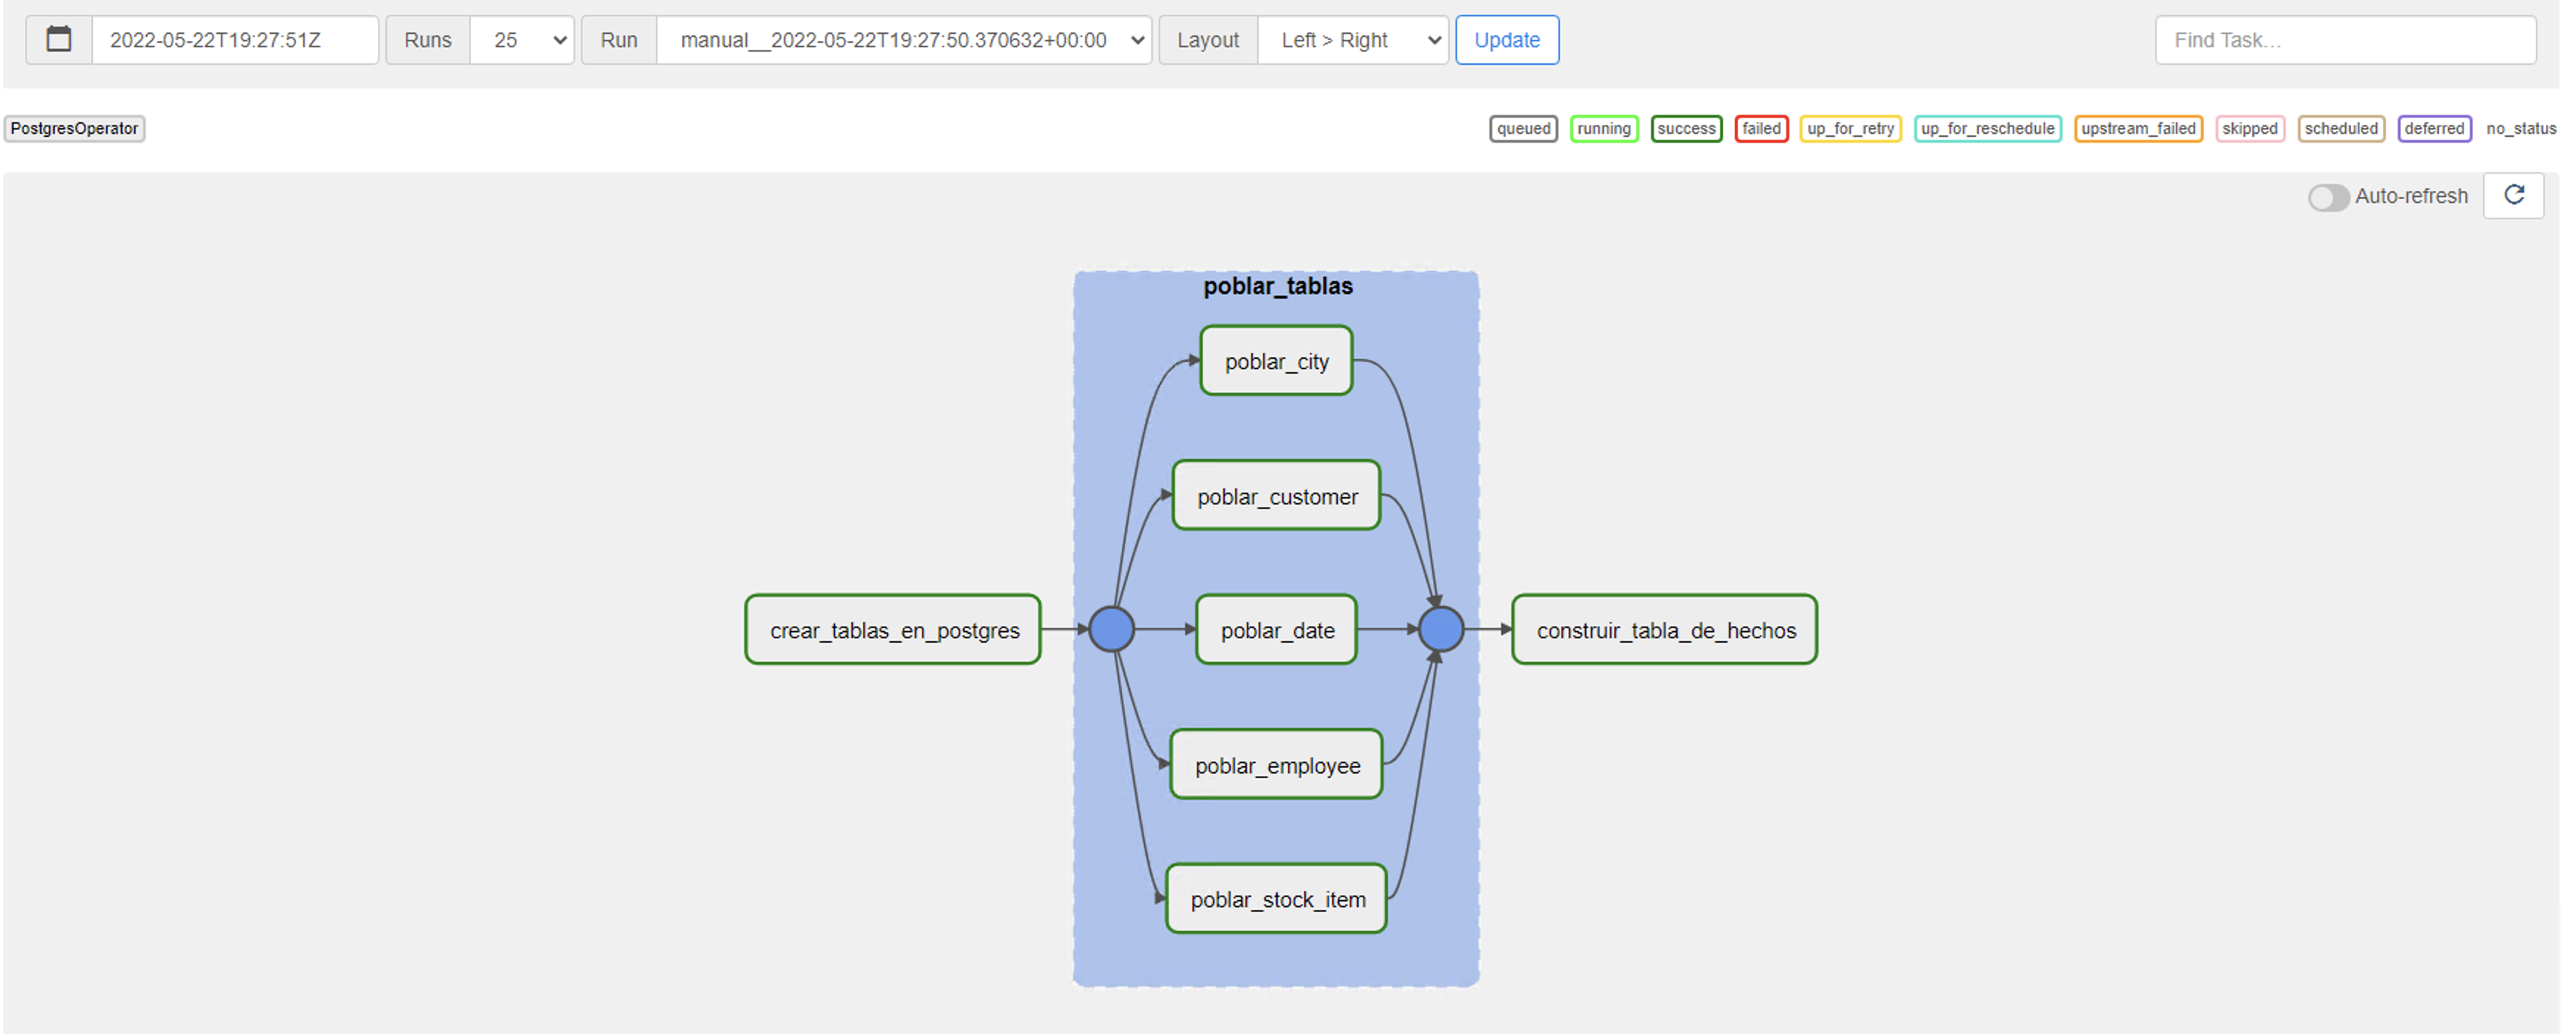 2022-05-22T19:27:51Z Runs 25 Run manual__2022-05-22T19:27:50.370632+00:00 Layout Left > Right Update Find Task...
PostgresOperator queued running success failed up_for_retry up_for_reschedule upstream_failed skipped scheduled deferred no_status
Auto-refresh
poblar_tablas
poblar_city
poblar_customer
crear_tablas_en_postgres poblar_date construir_tabla_de_hechos
poblar_employee
poblar_stock_item